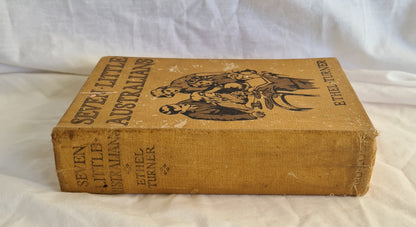 SEVEN LITTLE
AUSTRALIANS
ETHEL TURNER
SEVEN
LITTLE
AUSTRALIANS
ETHEL
TURNER